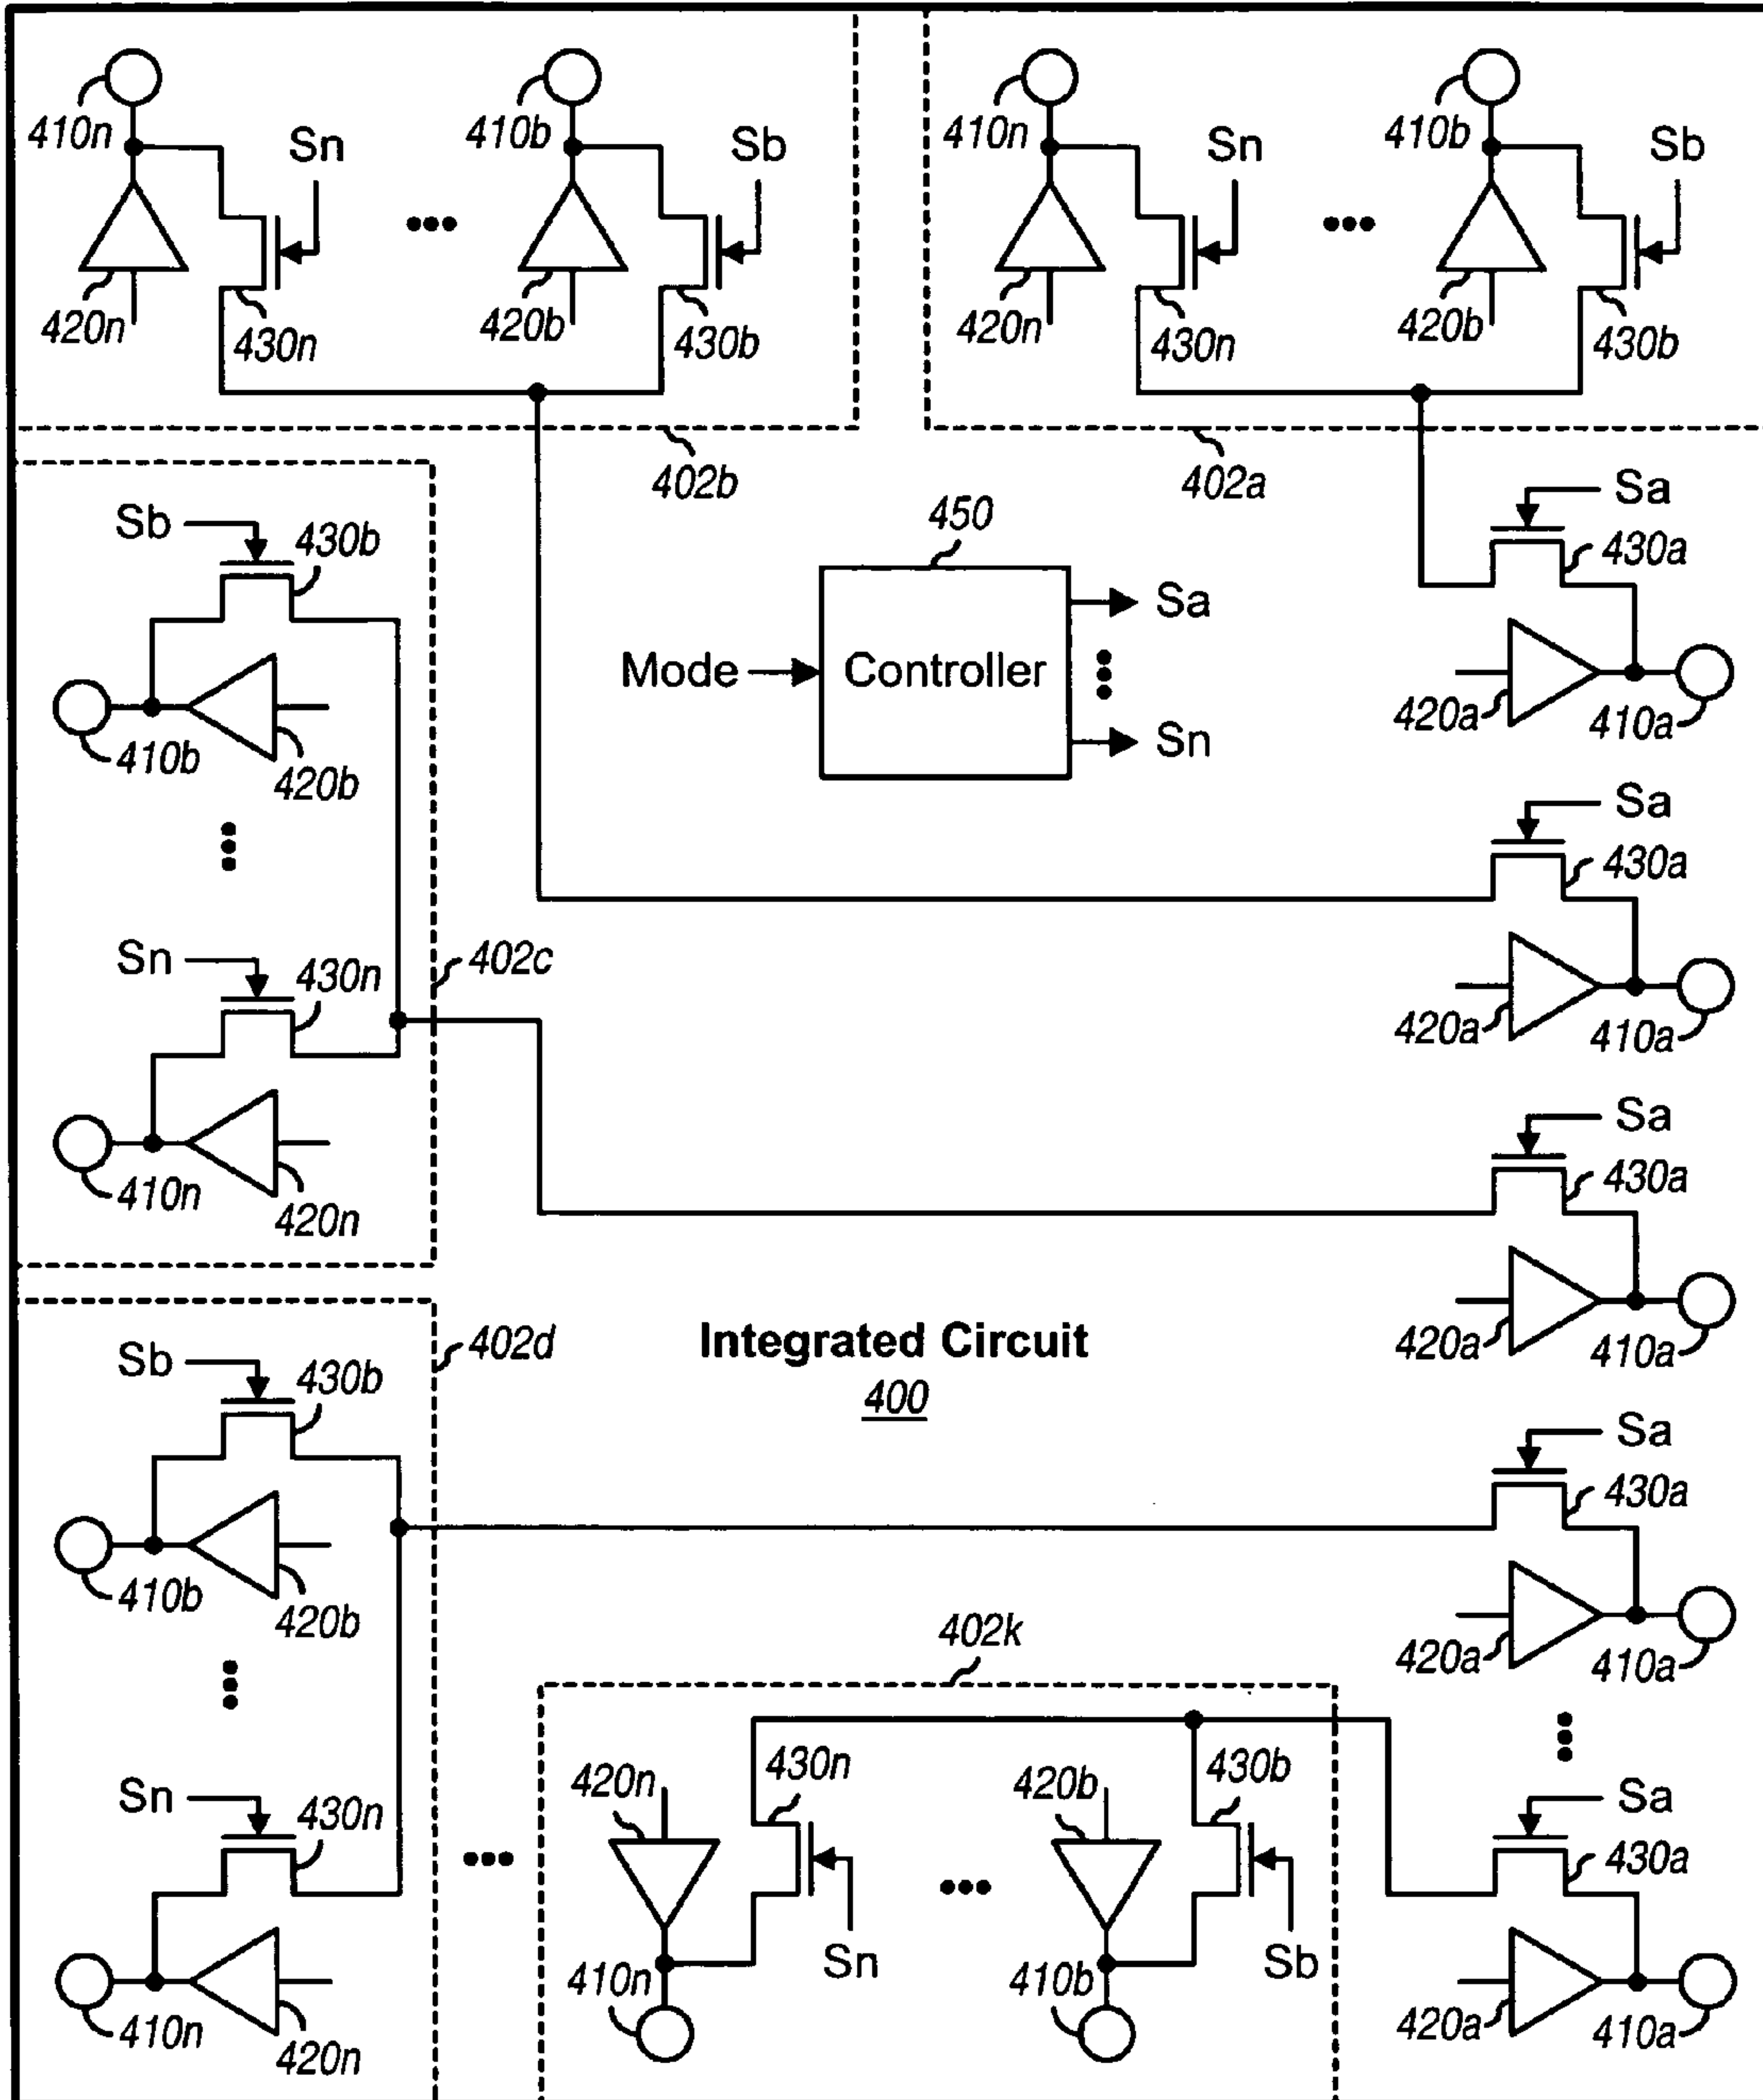 410n
Sn
410b
Sb
410n
Sn
410b
Sb
420n
430n
420b
430b
420n
430n
420b
430b
402b
402a
Sb
430b
410b
420b
Sn
430n
402c
410n
420n
450
Mode
Controller
Sa
Sn
Sa
430a
420a
410a
Sa
430a
420a
410a
Sa
430a
420a
410a
Integrated Circuit
400
Sb
430b
402d
410b
420b
Sn
430n
410n
420n
Sa
430a
420a
410a
402k
420n
430n
420b
430b
410n
Sn
410b
Sb
Sa
430a
420a
410a